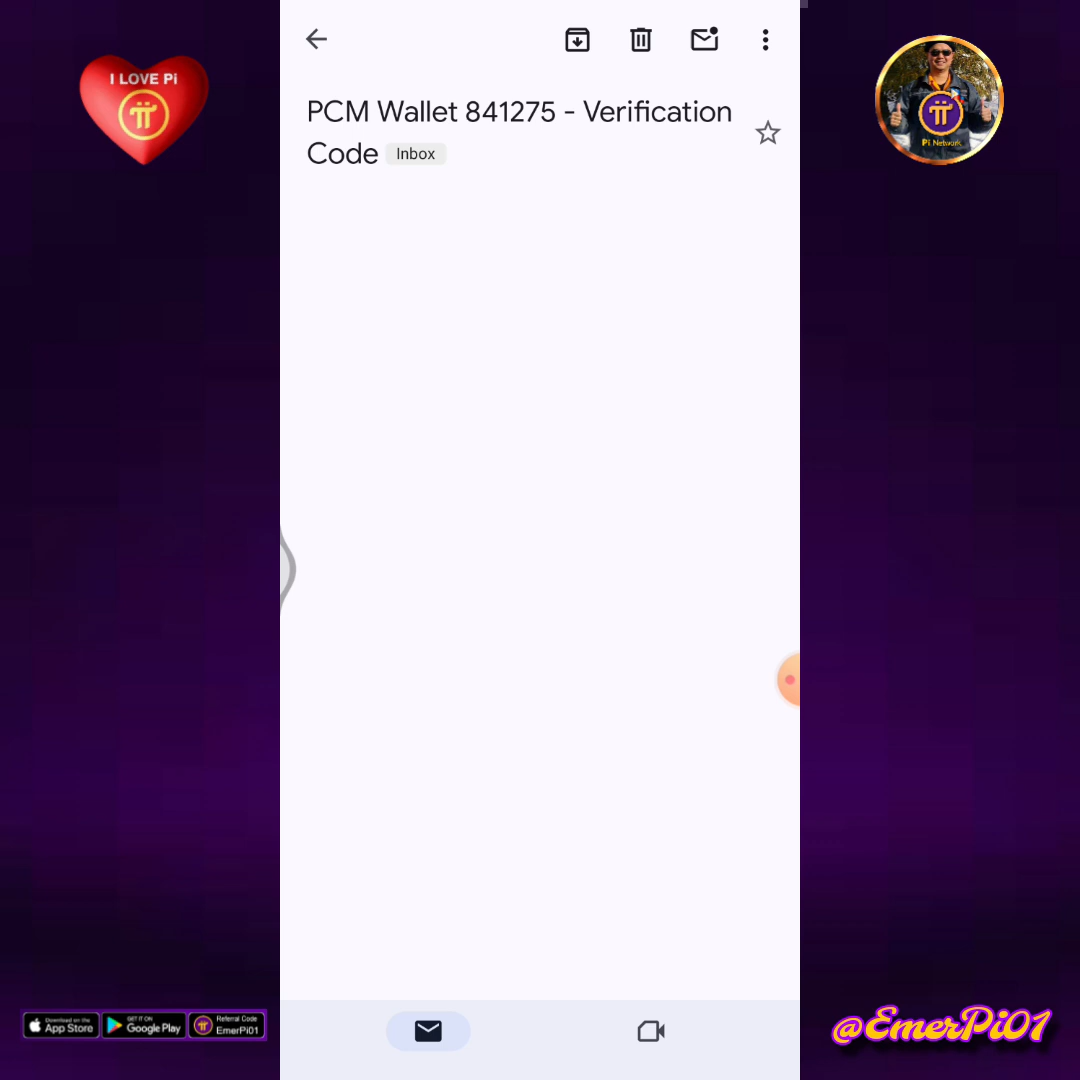 I LOVE Pi
PCM Wallet 841275 - Verification
Code Inbox
Pi Network
Download on the
App Store
GET IT ON
Google Play
Referral Code
EmerPi01
@EmerPi01